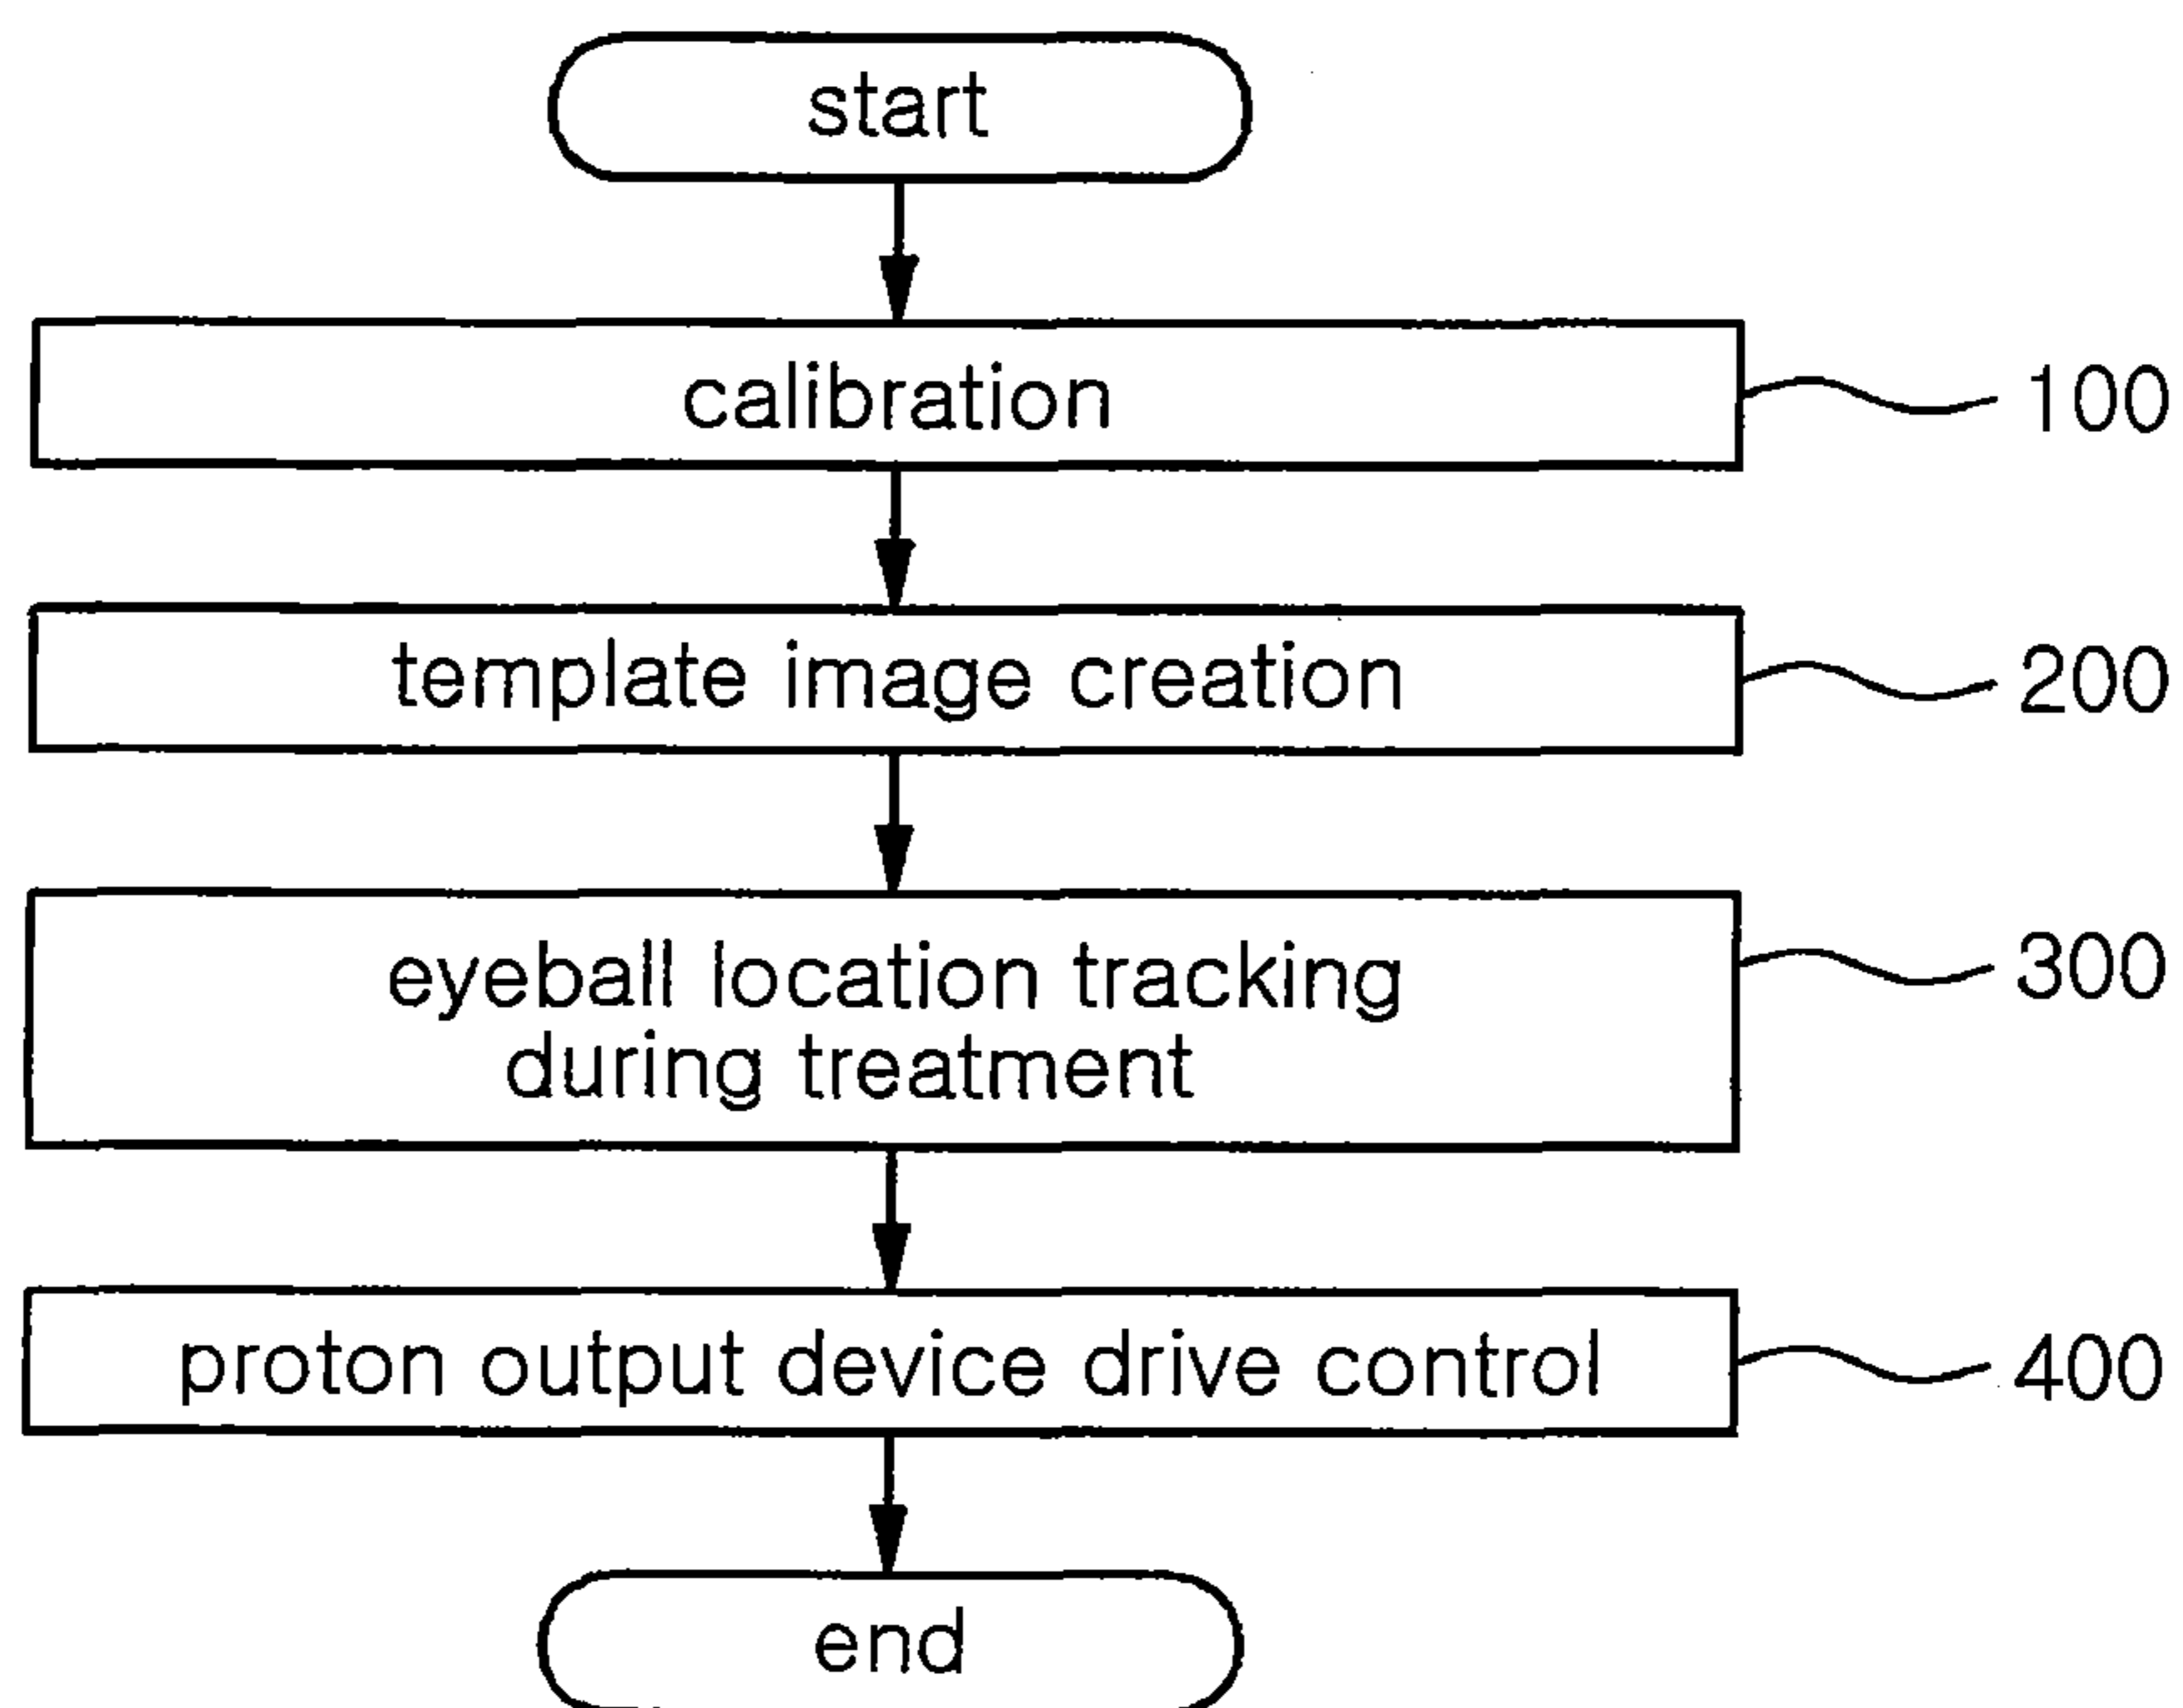 start
calibration
100
template image creation
200
eyeball location tracking
300
during treatment
proton output device drive control
400
end